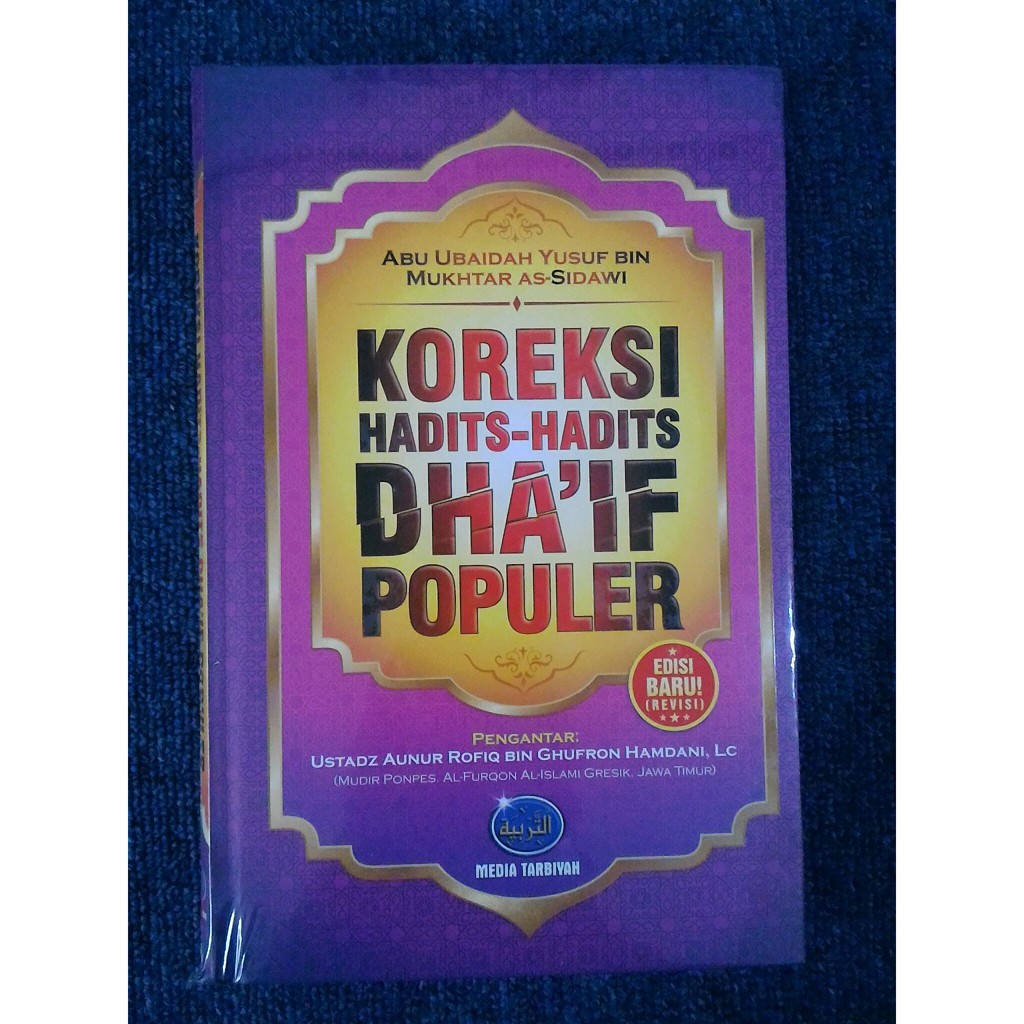 ABU UBAIDAH YUSUF BIN
MUKHTAR AS-SIDAWI
KOREKSI
HADITS-HADITS
DHA'IF
POPULER
EDISI
BARU!
(REVISI)
PENGANTAR:
USTADZ AUNUR ROFIQ BIN GHUFRON HAMDANI, LC
(MUDIR PONPES. AL-FURQON AL-ISLAMI GRESIK, JAWA TIMUR)
التربية
MEDIA TARBIYAH